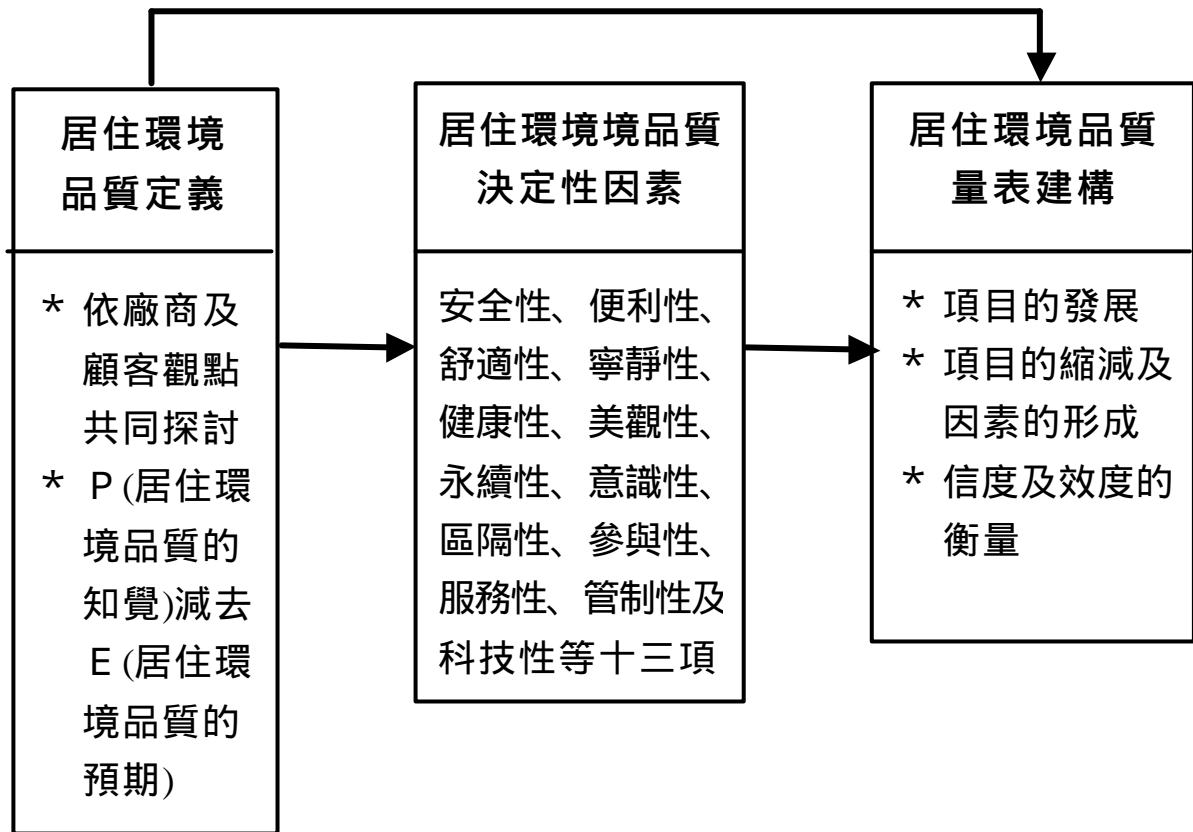 居住環境
品質定義
* 依廠商及
顧客觀點
共同探討
* P(居住環
境品質的
知覺)減去
E(居住環
境品質的
預期)
居住環境境品質
決定性因素
安全性、便利性、
舒適性、寧靜性、
健康性、美觀性、
永續性、意識性、
區隔性、參與性、
服務性、管制性及
科技性等十三項
居住環境品質
量表建構
* 項目的發展
* 項目的縮減及
因素的形成
* 信度及效度的
衡量